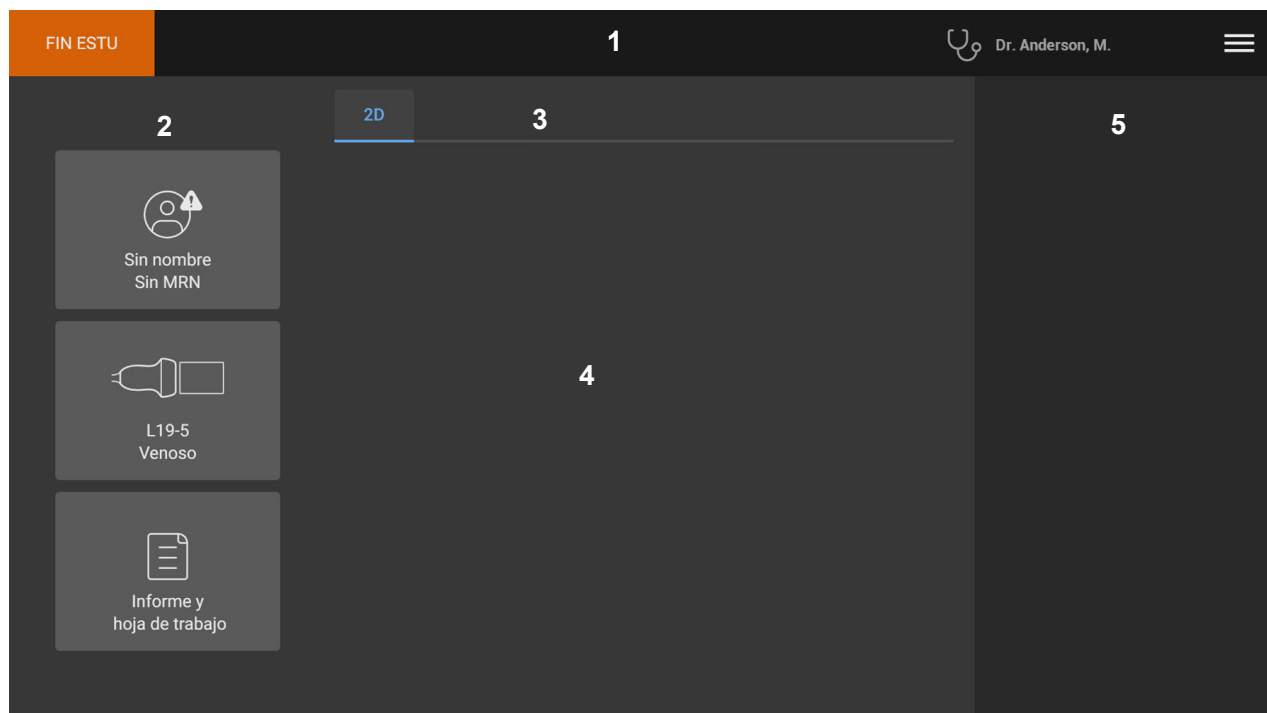 FIN ESTU
1
Dr. Anderson, M.
2
2D
3
5
Sin nombre
Sin MRN
4
L19-5
Venoso
Informe y
hoja de trabajo